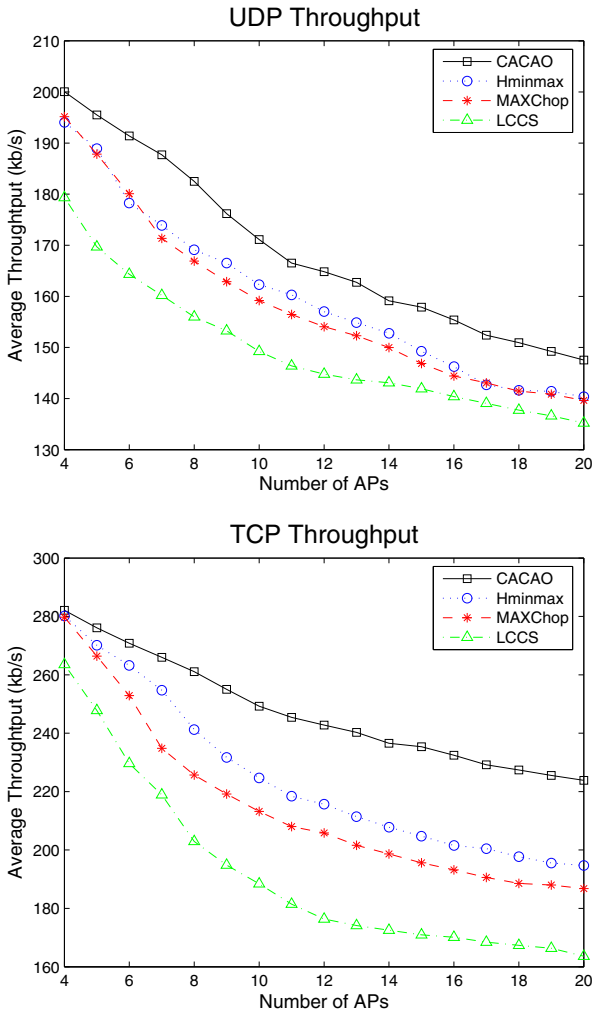 UDP Throughput
210
200
190
180
170
160
150
140
130
Average Throughtput (kb/s)
4 6 8 10 12 14 16 18 20
Number of APs
CACAO
Hminmax
MAXChop
LCCS
TCP Throughput
300
280
260
240
220
200
180
160
Average Throughtput (kb/s)
4 6 8 10 12 14 16 18 20
Number of APs
CACAO
Hminmax
MAXChop
LCCS